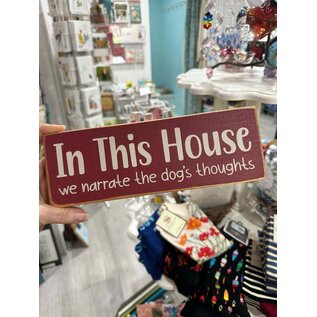 In This House
we narrate the dog's thoughts